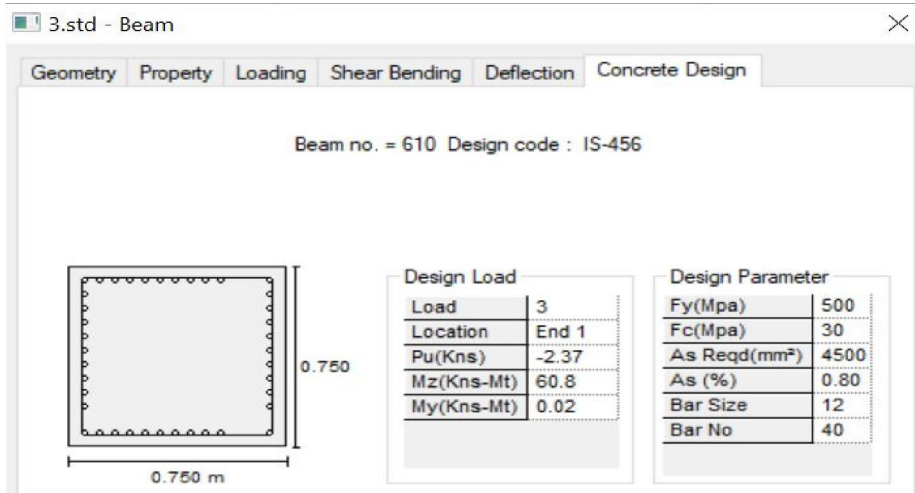 3.std - Beam
Geometry Property Loading Shear Bending Deflection Concrete Design
Beam no. = 610 Design code : IS-456
0.750
0.750 m
Design Load
Load 3
Location End 1
Pu(Kns) -2.37
Mz(Kns-Mt) 60.8
My(Kns-Mt) 0.02
Design Parameter
Fy(Mpa) 500
Fc(Mpa) 30
As Reqd(mm²) 4500
As (%) 0.80
Bar Size 12
Bar No 40